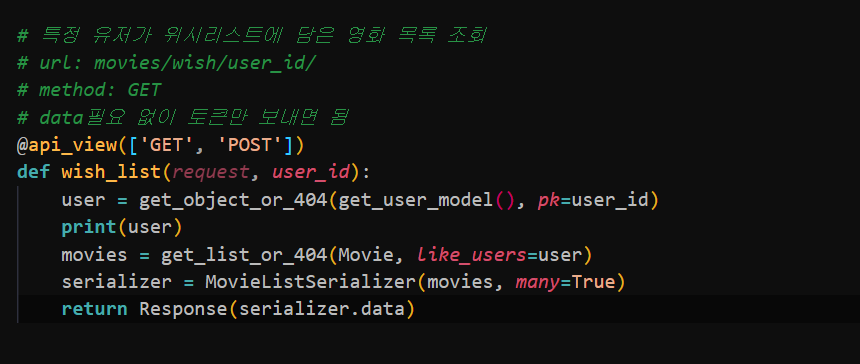 # 특정 유저가 위시리스트에 담은 영화 목록 조회
# url: movies/wish/user_id/
# method: GET
# data필요 없이 토큰만 보내면 됨
@api_view(['GET', 'POST'])
def wish_list(request, user_id):
    user = get_object_or_404(get_user_model(), pk=user_id)
    print(user)
    movies = get_list_or_404(Movie, like_users=user)
    serializer = MovieListSerializer(movies, many=True)
    return Response(serializer.data)